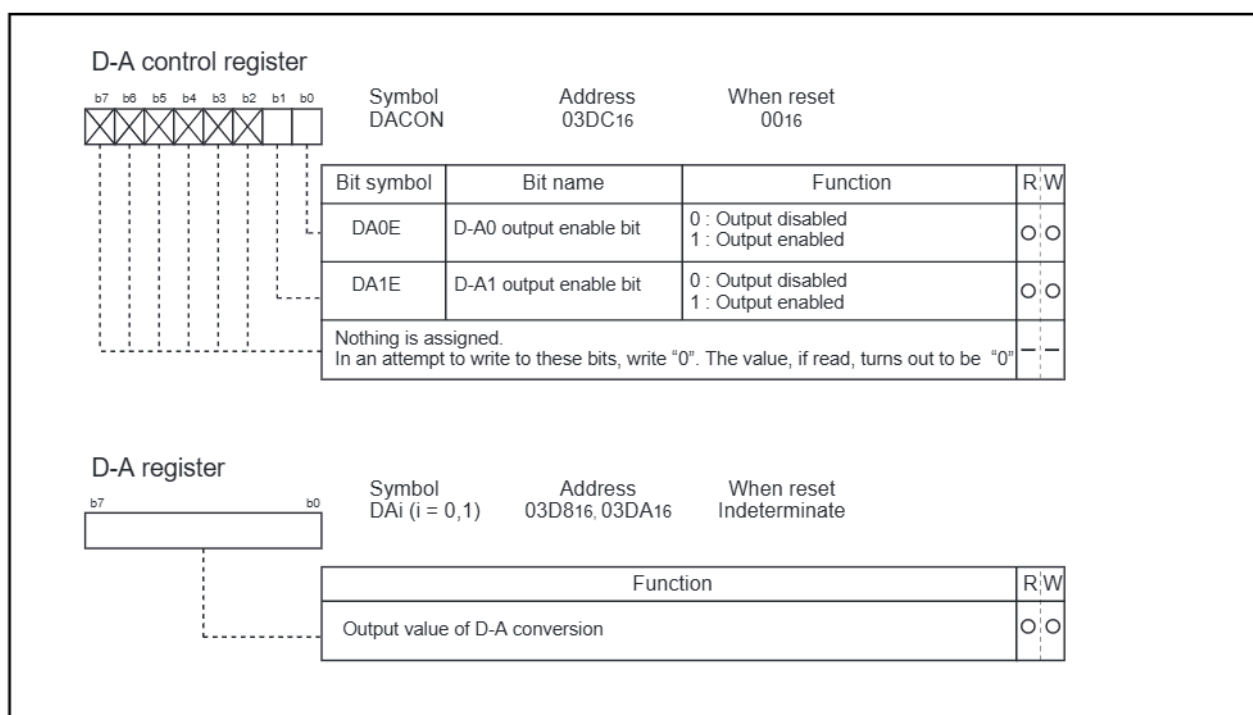 D-A control register
b7 b6 b5 b4 b3 b2 b1 b0
Symbol Address When reset
DACON 03DC16 0016
Bit symbol Bit name Function R W
DA0E D-A0 output enable bit 0 : Output disabled
1 : Output enabled
DA1E D-A1 output enable bit 0 : Output disabled
1 : Output enabled
Nothing is assigned.
In an attempt to write to these bits, write “0”. The value, if read, turns out to be “0”
D-A register
b7 b0
Symbol Address When reset
DAi (i = 0,1) 03D816, 03DA16 Indeterminate
Function R W
Output value of D-A conversion